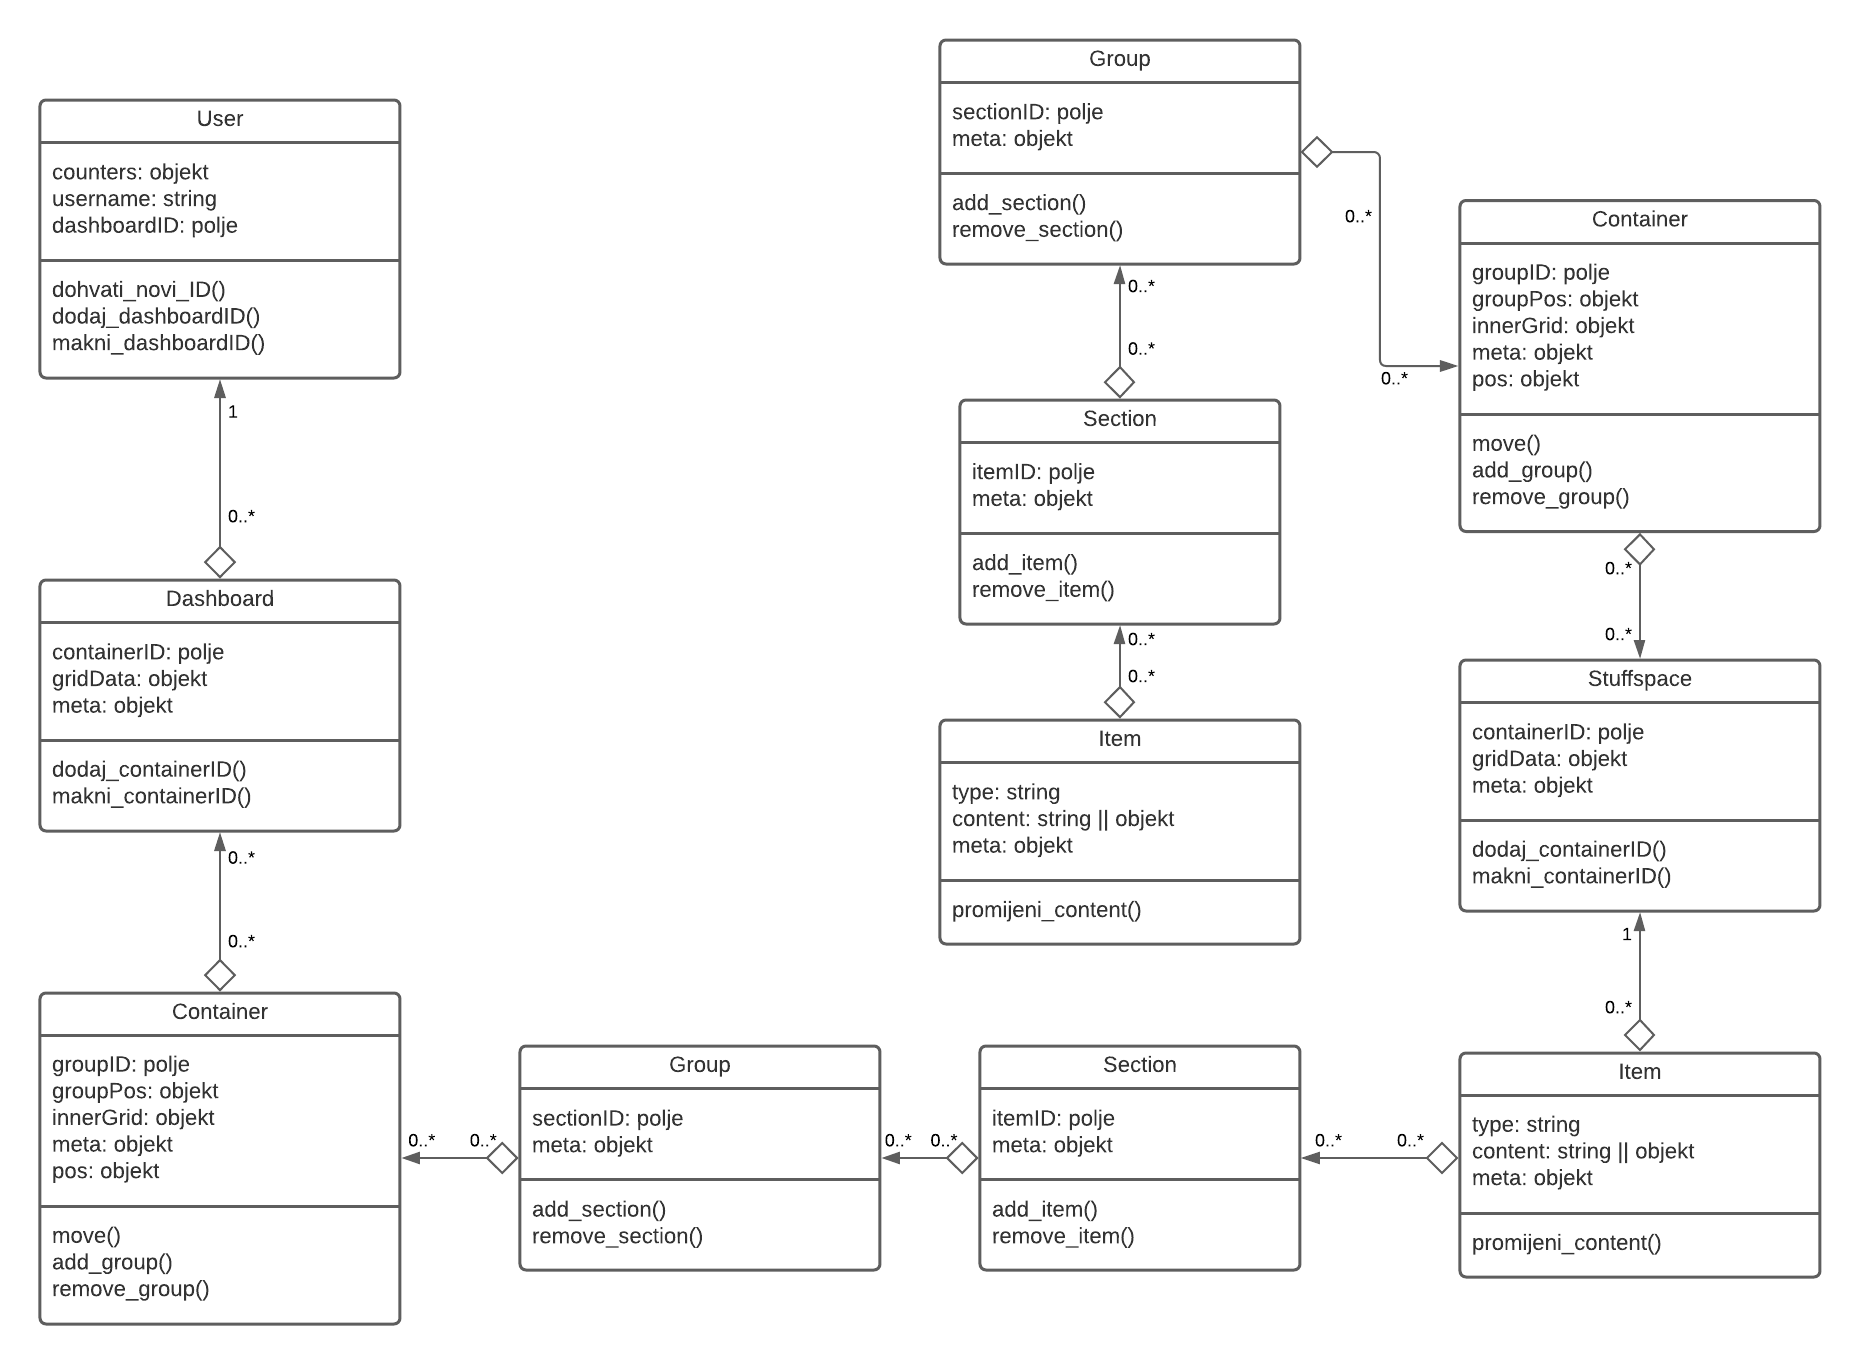 User
counters: objekt
username: string
dashboardID: polje
dohvati_novi_ID()
dodaj_dashboardID()
makni_dashboardID()
1
0..*
Dashboard
containerID: polje
gridData: objekt
meta: objekt
dodaj_containerID()
makni_containerID()
0..*
0..*
Container
groupID: polje
groupPos: objekt
innerGrid: objekt
meta: objekt
pos: objekt
move()
add_group()
remove_group()
0..*
0..*
Group
sectionID: polje
meta: objekt
add_section()
remove_section()
0..*
0..*
Section
itemID: polje
meta: objekt
add_item()
remove_item()
0..*
0..*
Item
type: string
content: string || objekt
meta: objekt
promijeni_content()
1
0..*
Group
sectionID: polje
meta: objekt
add_section()
remove_section()
0..*
0..*
Section
itemID: polje
meta: objekt
add_item()
remove_item()
0..*
0..*
Item
type: string
content: string || objekt
meta: objekt
promijeni_content()
0..*
0..*
Container
groupID: polje
groupPos: objekt
innerGrid: objekt
meta: objekt
pos: objekt
move()
add_group()
remove_group()
0..*
0..*
Stuffspace
containerID: polje
gridData: objekt
meta: objekt
dodaj_containerID()
makni_containerID()